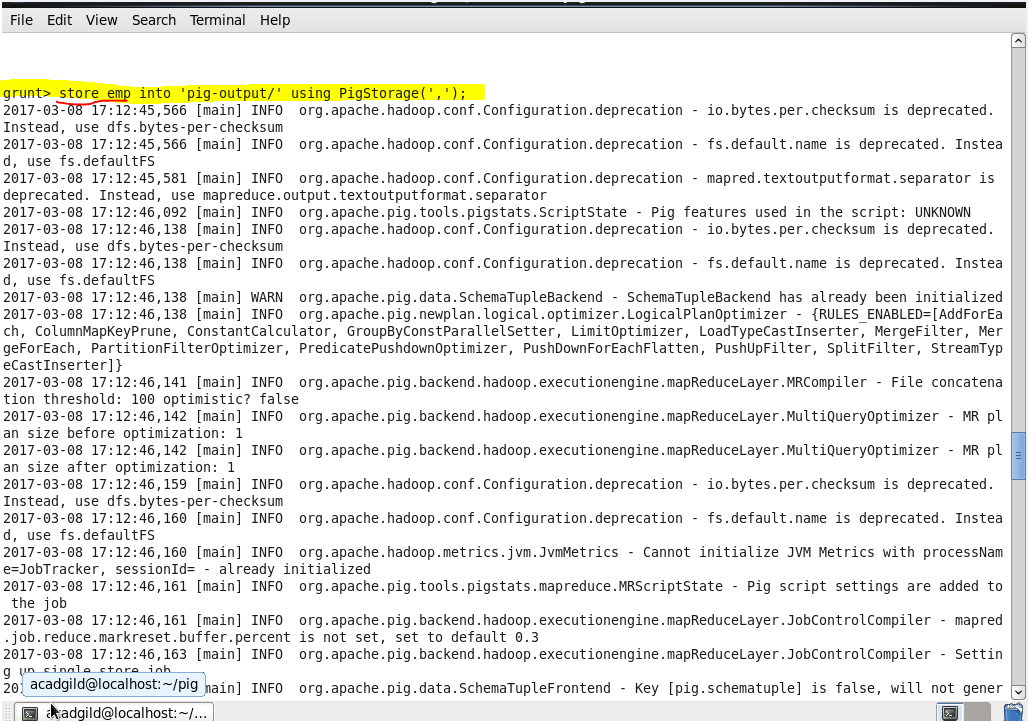 File Edit View Search Terminal Help
grunt> store emp into 'pig-output/' using PigStorage(',');
2017-03-08 17:12:45,566 [main] INFO  org.apache.hadoop.conf.Configuration.deprecation - io.bytes.per.checksum is deprecated.
Instead, use dfs.bytes-per-checksum
2017-03-08 17:12:45,566 [main] INFO  org.apache.hadoop.conf.Configuration.deprecation - fs.default.name is deprecated. Instea
d, use fs.defaultFS
2017-03-08 17:12:45,581 [main] INFO  org.apache.hadoop.conf.Configuration.deprecation - mapred.textoutputformat.separator is
deprecated. Instead, use mapreduce.output.textoutputformat.separator
2017-03-08 17:12:46,092 [main] INFO  org.apache.pig.tools.pigstats.ScriptState - Pig features used in the script: UNKNOWN
2017-03-08 17:12:46,138 [main] INFO  org.apache.hadoop.conf.Configuration.deprecation - io.bytes.per.checksum is deprecated.
Instead, use dfs.bytes-per-checksum
2017-03-08 17:12:46,138 [main] INFO  org.apache.hadoop.conf.Configuration.deprecation - fs.default.name is deprecated. Instea
d, use fs.defaultFS
2017-03-08 17:12:46,138 [main] WARN  org.apache.pig.data.SchemaTupleBackend - SchemaTupleBackend has already been initialized
2017-03-08 17:12:46,138 [main] INFO  org.apache.pig.newplan.logical.optimizer.LogicalPlanOptimizer - {RULES_ENABLED=[AddForEa
ch, ColumnMapKeyPrune, ConstantCalculator, GroupByConstParallelSetter, LimitOptimizer, LoadTypeCastInserter, MergeFilter, Mer
geForEach, PartitionFilterOptimizer, PredicatePushdownOptimizer, PushDownForEachFlatten, PushUpFilter, SplitFilter, StreamTyp
eCastInserter]}
2017-03-08 17:12:46,141 [main] INFO  org.apache.pig.backend.hadoop.executionengine.mapReduceLayer.MRCompiler - File concatena
tion threshold: 100 optimistic? false
2017-03-08 17:12:46,142 [main] INFO  org.apache.pig.backend.hadoop.executionengine.mapReduceLayer.MultiQueryOptimizer - MR pl
an size before optimization: 1
2017-03-08 17:12:46,142 [main] INFO  org.apache.pig.backend.hadoop.executionengine.mapReduceLayer.MultiQueryOptimizer - MR pl
an size after optimization: 1
2017-03-08 17:12:46,159 [main] INFO  org.apache.hadoop.conf.Configuration.deprecation - io.bytes.per.checksum is deprecated.
Instead, use dfs.bytes-per-checksum
2017-03-08 17:12:46,160 [main] INFO  org.apache.hadoop.conf.Configuration.deprecation - fs.default.name is deprecated. Instea
d, use fs.defaultFS
2017-03-08 17:12:46,160 [main] INFO  org.apache.hadoop.metrics.jvm.JvmMetrics - Cannot initialize JVM Metrics with processNam
e=JobTracker, sessionId= - already initialized
2017-03-08 17:12:46,161 [main] INFO  org.apache.pig.tools.pigstats.mapreduce.MRScriptState - Pig script settings are added to
 the job
2017-03-08 17:12:46,161 [main] INFO  org.apache.pig.backend.hadoop.executionengine.mapReduceLayer.JobControlCompiler - mapred
.job.reduce.markreset.buffer.percent is not set, set to default 0.3
2017-03-08 17:12:46,163 [main] INFO  org.apache.pig.backend.hadoop.executionengine.mapReduceLayer.JobControlCompiler - Settin
g up single store job
[main] INFO  org.apache.pig.data.SchemaTupleFrontend - Key [pig.schematuple] is false, will not gener
acadgild@localhost:~/pig
acadgild@localhost:~/...